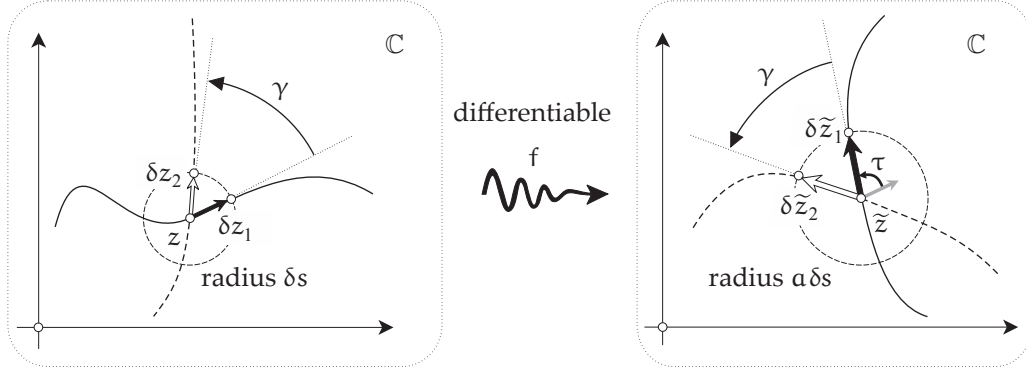 ℂ
γ
δz₂
z
δz₁
radius δs
differentiable
f
ℂ
γ
δz̃₁
τ
δz̃₂
z̃
radius aδs